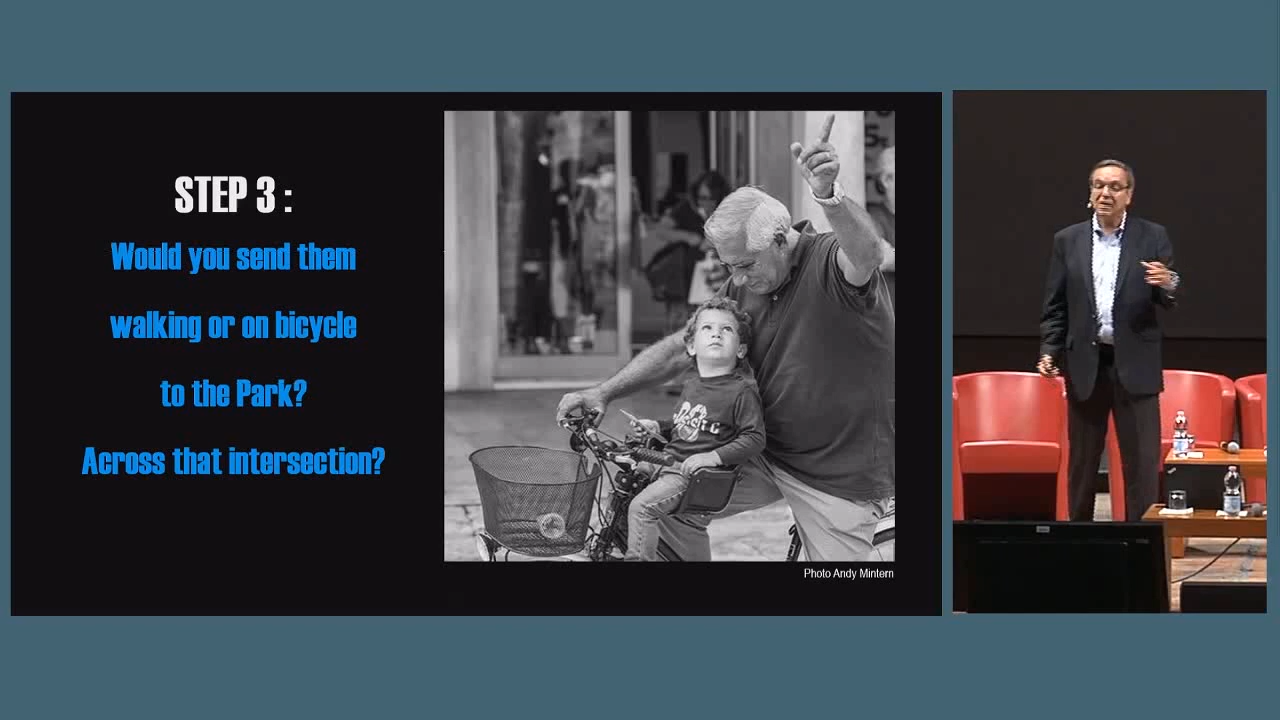 STEP 3 :
Would you send them
walking or on bicycle
to the Park?
Across that intersection?
Photo Andy Mintern